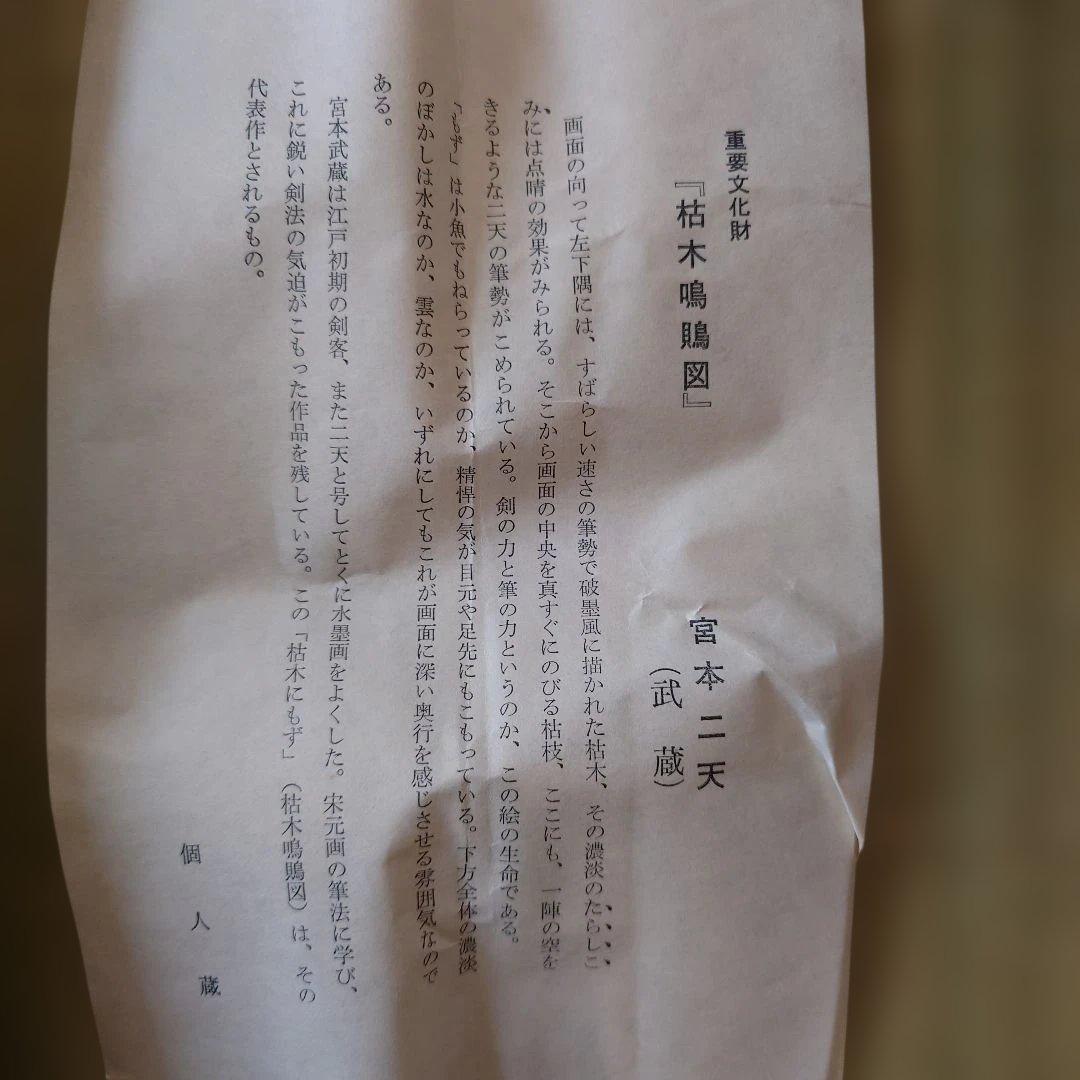 重要文化財
『枯木鳴鵙図』
宮本二天
(武蔵)
画面の向って左下隅には、すばらしい速さの筆勢で破墨風に描かれた枯木、その濃淡のたらしこ
みには点晴の効果がみられる。そこから画面の中央を真すぐにのびる枯枝、ここにも、一陣の空を
きるような二天の筆勢がこめられている。剣の力と筆の力というのか、この絵の生命である。
「もず」は小魚でもねらっているのか、精悍の気が目元や足先にもこもっている。下方全体の濃淡
のぼかしは水なのか、雲なのか、いずれにしてもこれが画面に深い奥行を感じさせる雰囲気なので
ある。
宮本武蔵は江戸初期の剣客、また二天と号してとくに水墨画をよくした。宋元画の筆法に学び、
これに鋭い剣法の気迫がこもった作品を残している。この「枯木にもず」(枯木鳴鵙図)は、その
代表作とされるもの。
個人蔵